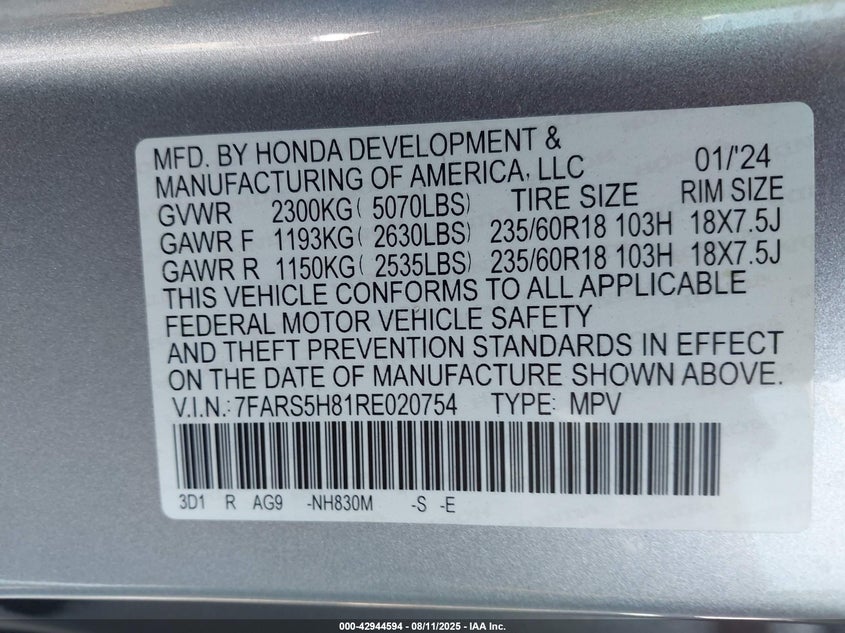 MFD. BY HONDA DEVELOPMENT &
MANUFACTURING OF AMERICA, LLC 01/'24
GVWR 2300KG( 5070LBS) TIRE SIZE RIM SIZE
GAWR F 1193KG( 2630LBS) 235/60R18 103H 18X7.5J
GAWR R 1150KG( 2535LBS) 235/60R18 103H 18X7.5J
THIS VEHICLE CONFORMS TO ALL APPLICABLE
FEDERAL MOTOR VEHICLE SAFETY
AND THEFT PREVENTION STANDARDS IN EFFECT
ON THE DATE OF MANUFACTURE SHOWN ABOVE.
V.I.N.: 7FARS5H81RE020754 TYPE: MPV
3D1 R AG9 -NH830M -S -E
000-42944594 - 08/11/2025 - IAA Inc.